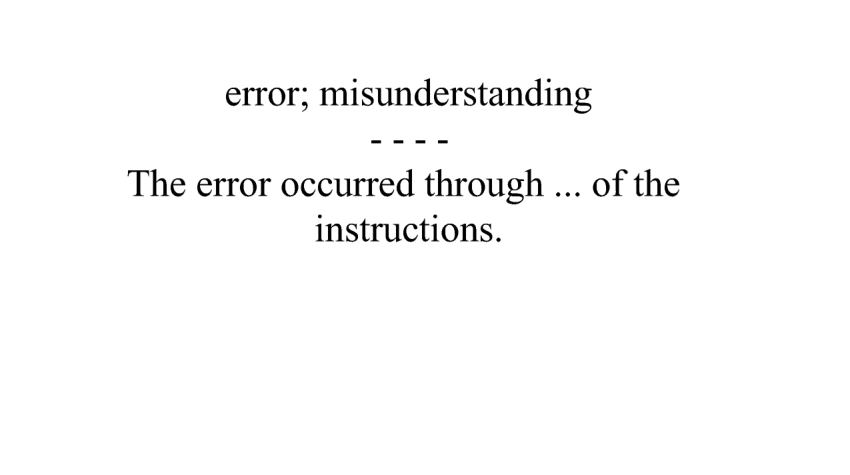 error; misunderstanding
- - - -
The error occurred through ... of the
instructions.